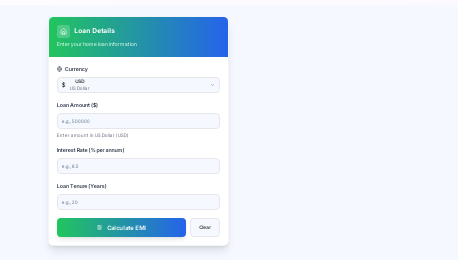 Loan Details
Enter your home loan information
Currency
$
USD
US Dollar
Loan Amount ($)
e.g., 500000
Enter amount in US Dollar (USD)
Interest Rate (% per annum)
e.g., 8.5
Loan Tenure (Years)
e.g., 20
Calculate EMI
Clear